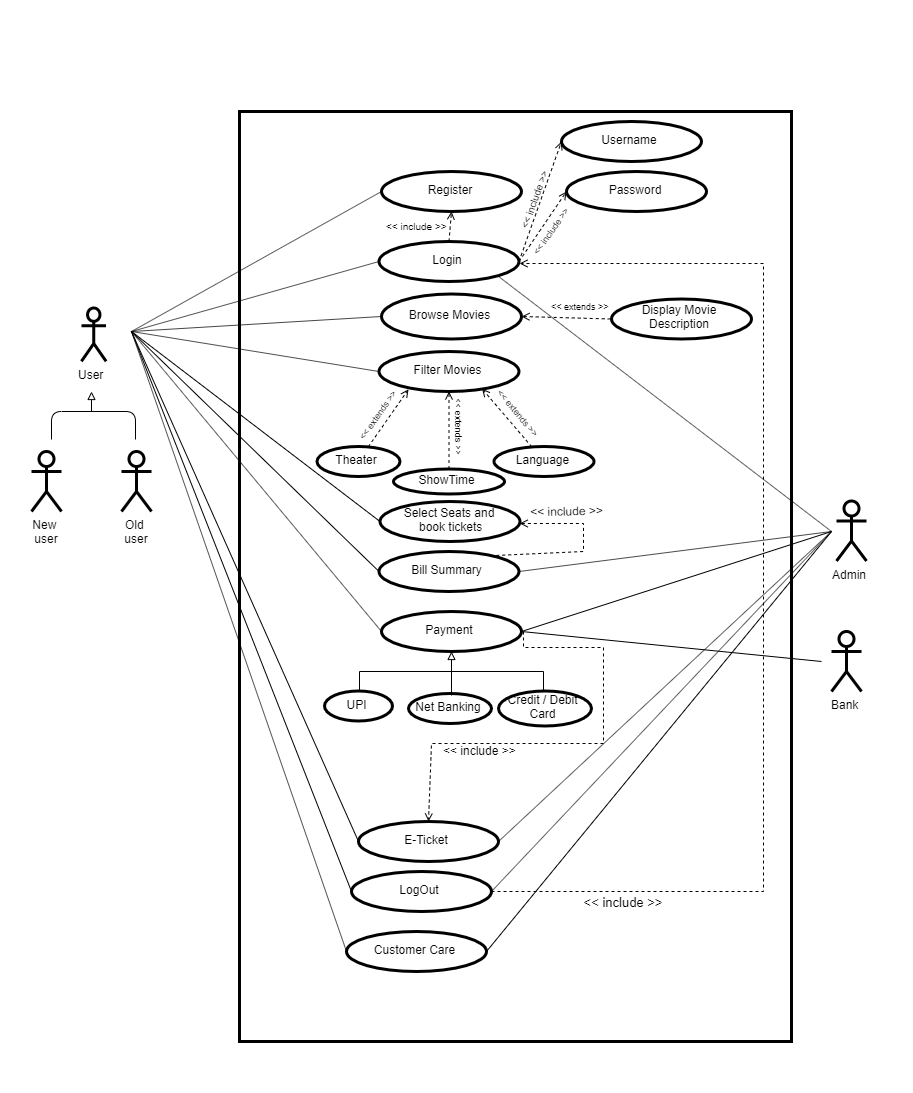 Username
Register
Password
<< include >>
<< include >>
<< include >>
Login
Browse Movies
<< extends >>
Display Movie
Description
User
Filter Movies
<< extends >>
<< extends >>
<< extends >>
Theater
ShowTime
Language
New
user
Old
user
Select Seats and
book tickets
<< include >>
Bill Summary
Admin
Payment
Bank
UPI
Net Banking
Credit / Debit
Card
<< include >>
E-Ticket
LogOut
<< include >>
Customer Care